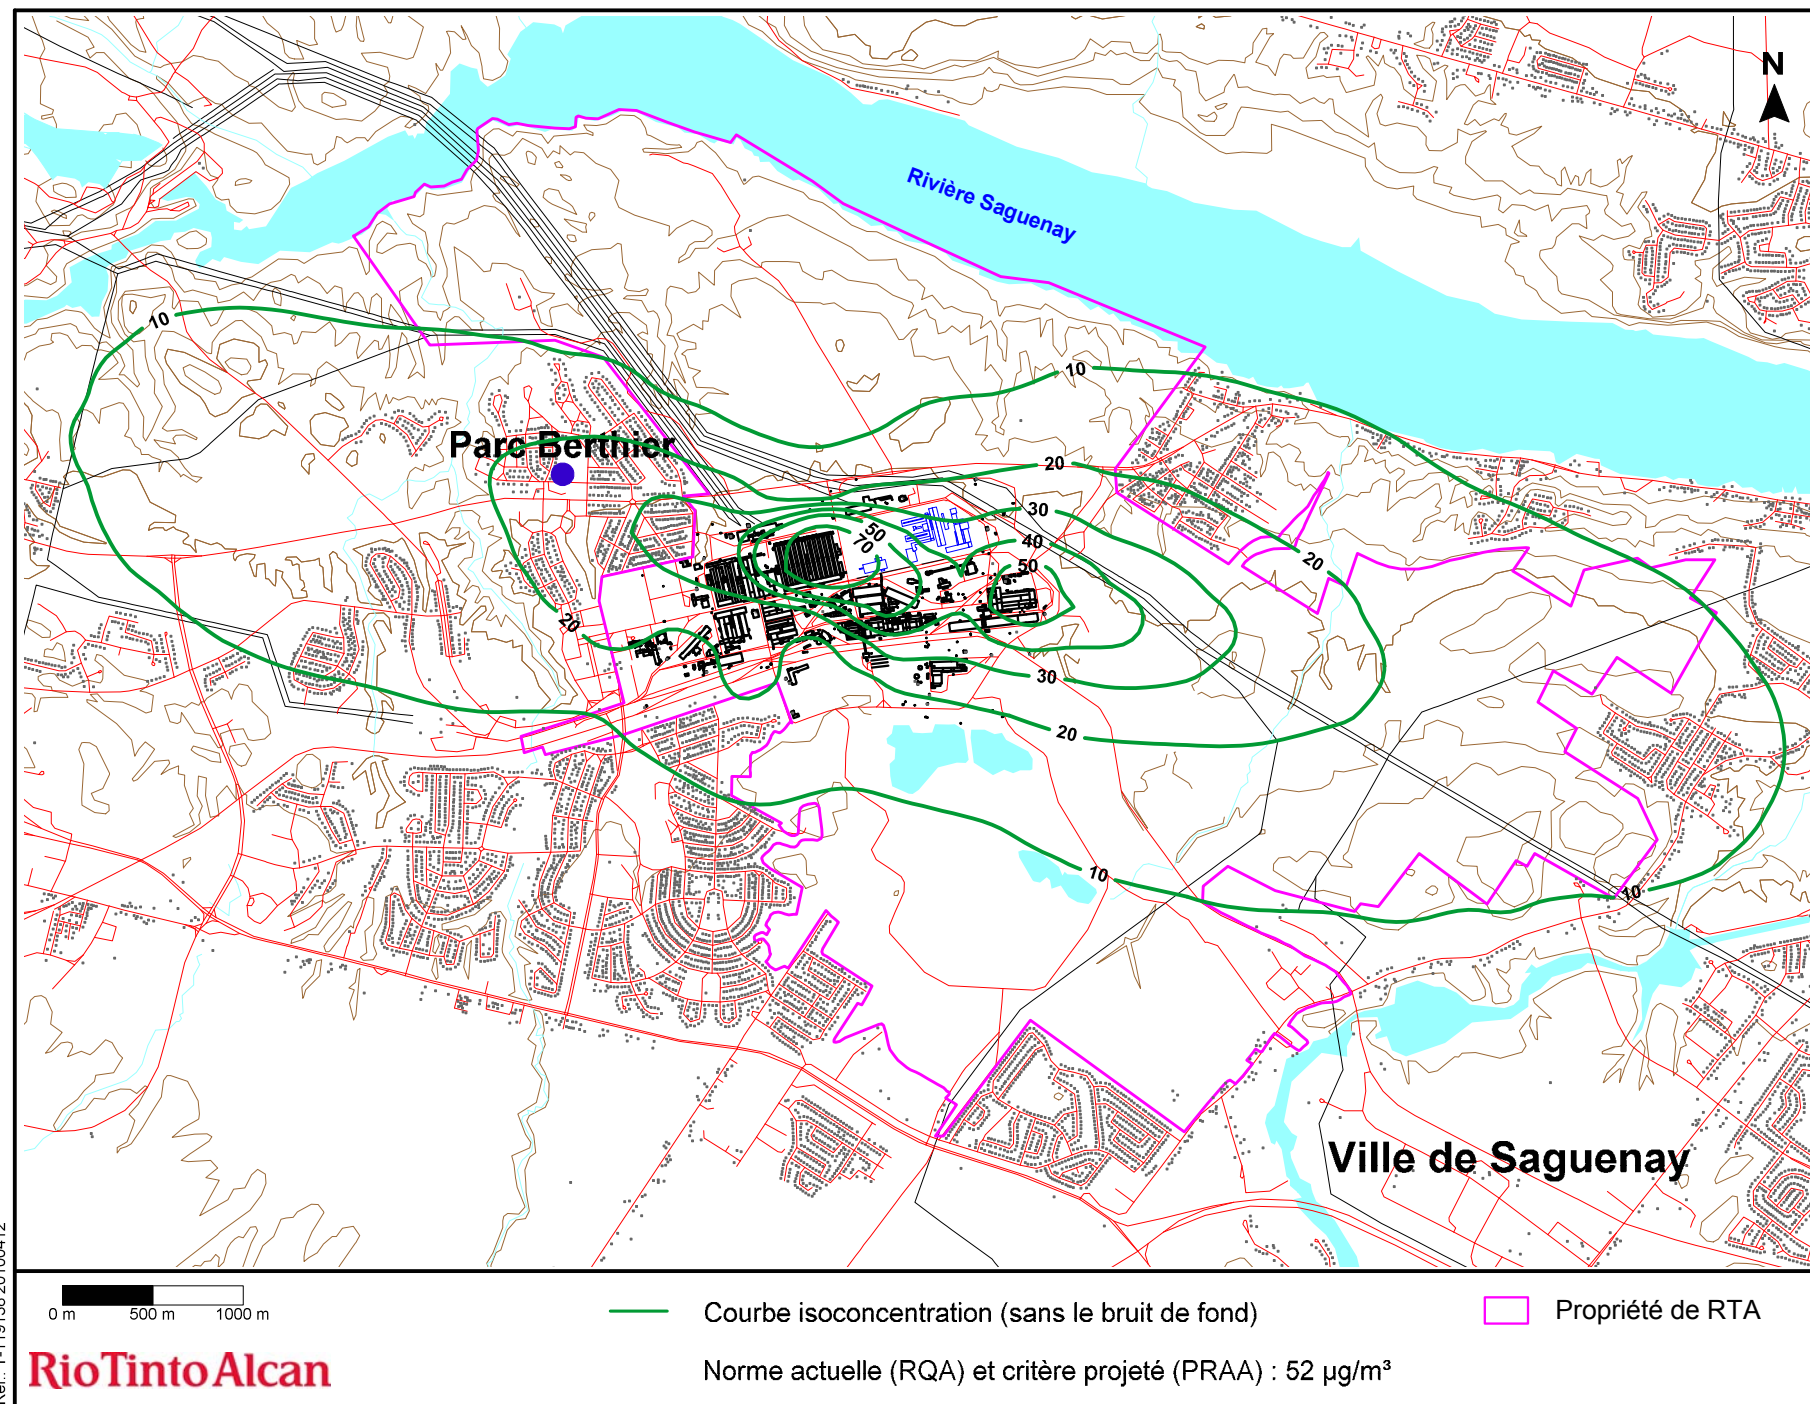 N
Rivière Saguenay
10
10
Parc Berthier
20
30
50
70
40
50
20
20
30
20
10
10
Ville de Saguenay
0 m 500 m 1000 m
Courbe isoconcentration (sans le bruit de fond)
Propriété de RTA
RioTinto Alcan
Norme actuelle (RQA) et critère projeté (PRAA) : 52 µg/m³